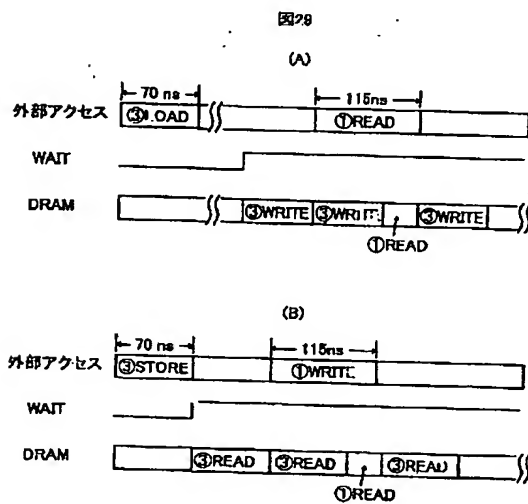 図29
(A)
70 ns
115ns
外部アクセス
③LOAD
①READ
WAIT
DRAM
③WRITE
③WRITE
③WRITE
①READ
(B)
70 ns
115ns
外部アクセス
③STORE
①WRITE
WAIT
DRAM
③READ
③READ
③READ
①READ